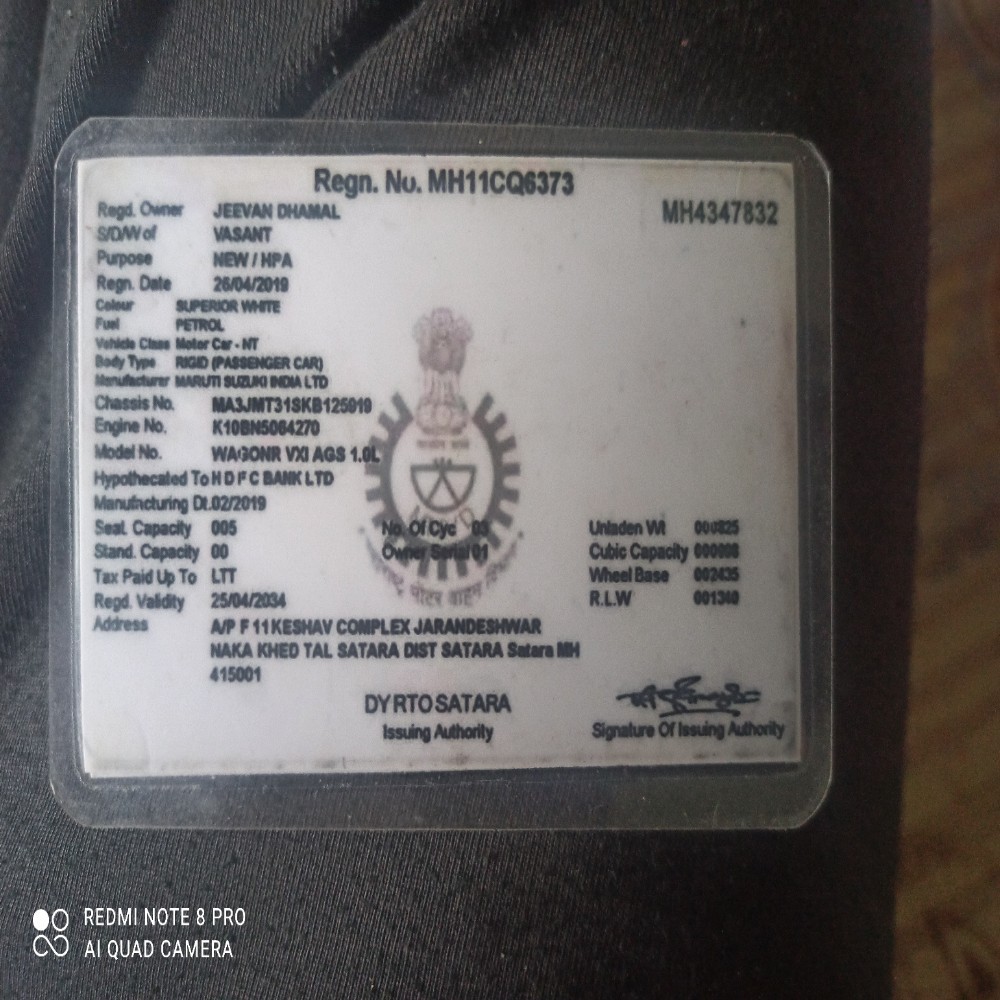 Regn. No. MH11CQ6373
MH4347832
Regd. Owner JEEVAN DHAMAL
S/D/W of VASANT
Purpose NEW / HPA
Regn. Date 26/04/2019
Colour SUPERIOR WHITE
Fuel PETROL
Vehicle Class Motor Car - NT
Body Type RIGID (PASSENGER CAR)
Manufacturer MARUTI SUZUKI INDIA LTD
Chassis No.
Engine No. K10BN5064270
Model No. WAGONR VXI AGS 1.0L
Hypothecated To H D F C BANK LTD
Manufacturing Dt.02/2019
Seat. Capacity 005 No. Of Cyc 03 Unladen Wt 000825
Stand. Capacity 00 Owner Serial 01 Cubic Capacity
Tax Paid Up To LTT Wheel Base 002435
Regd. Validity 25/04/2034 R.L.W 001340
Address A/P F 11 KESHAV COMPLEX JARANDESHWAR
NAKA KHED TAL SATARA DIST SATARA Satara MH
415001
DY RTO SATARA
Issuing Authority
Signature Of Issuing Authority
REDMI NOTE 8 PRO
AI QUAD CAMERA